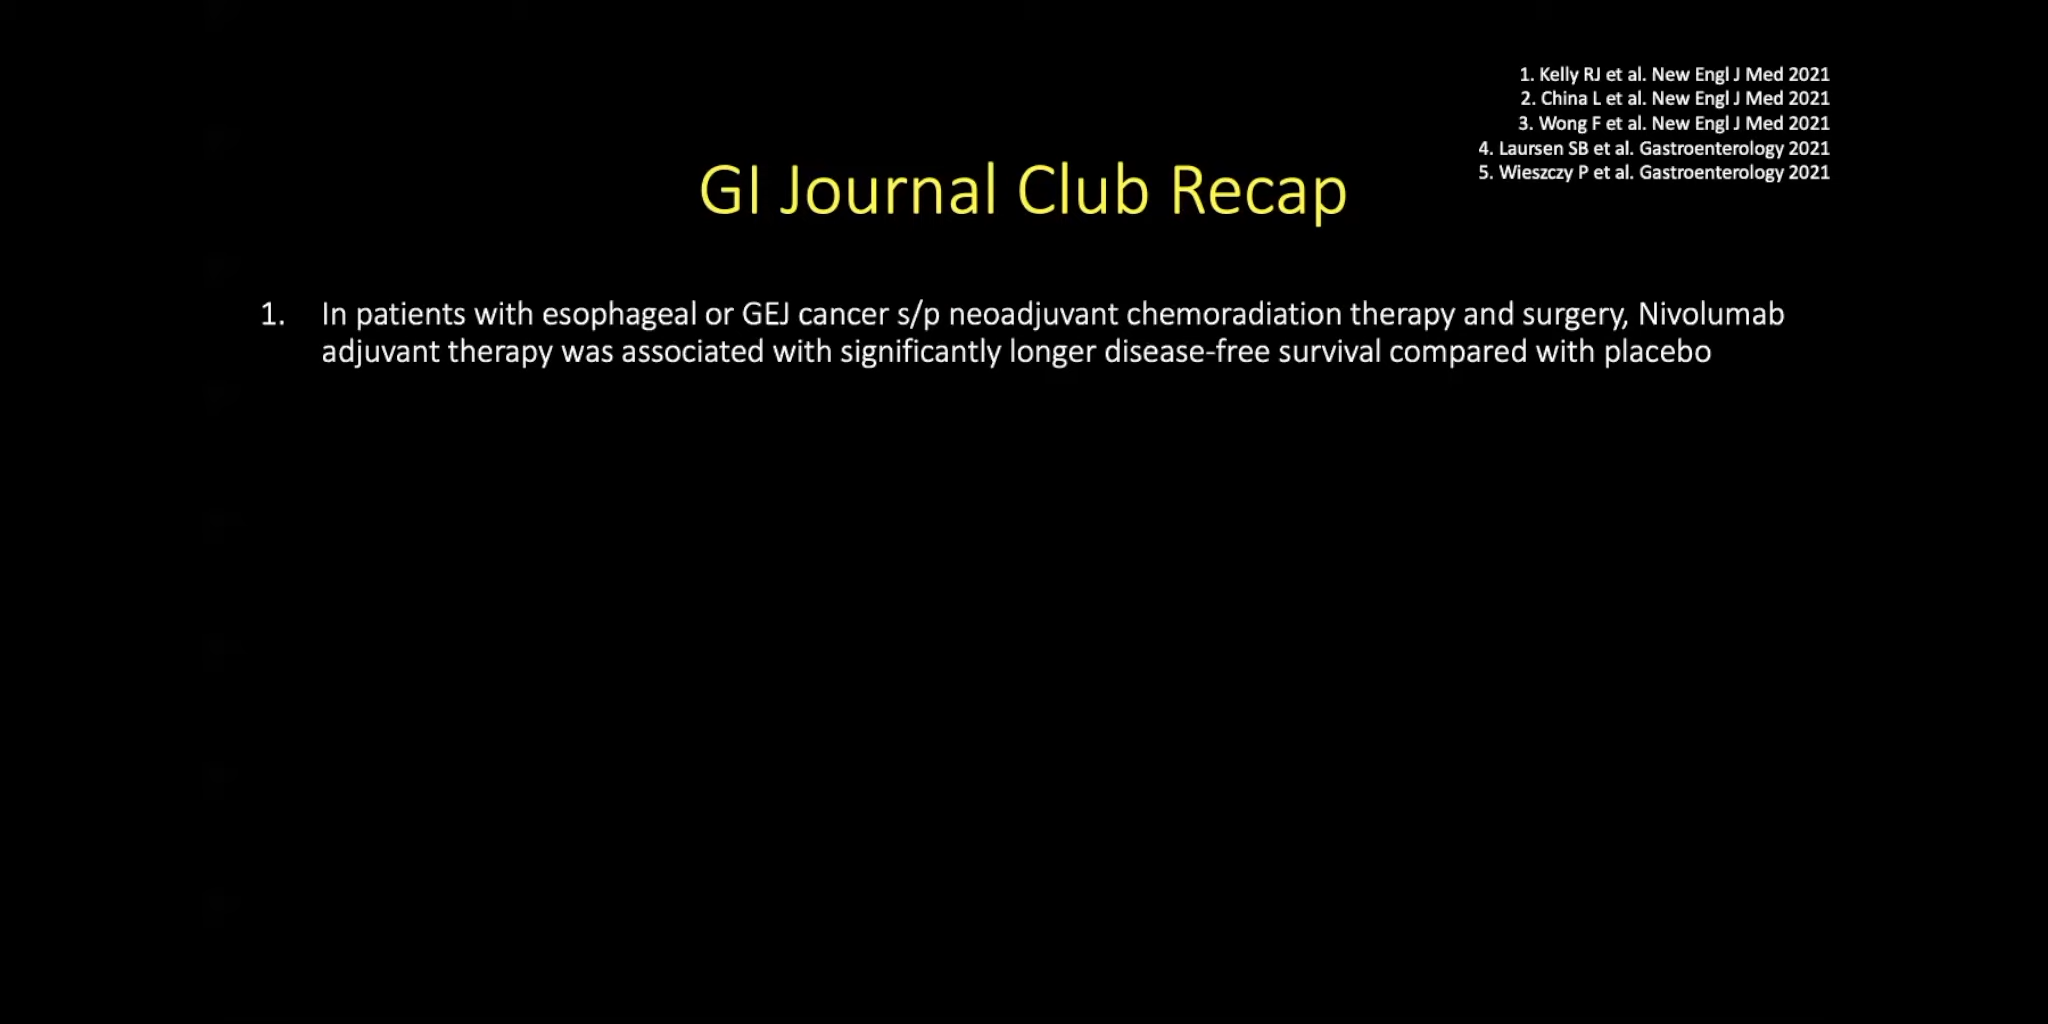 1. Kelly RJ et al. New Engl J Med 2021
2. China L et al. New Engl J Med 2021
3. Wong F et al. New Engl J Med 2021
4. Laursen SB et al. Gastroenterology 2021
5. Wieszczy P et al. Gastroenterology 2021
GI Journal Club Recap
1. In patients with esophageal or GEJ cancer s/p neoadjuvant chemoradiation therapy and surgery, Nivolumab
adjuvant therapy was associated with significantly longer disease-free survival compared with placebo